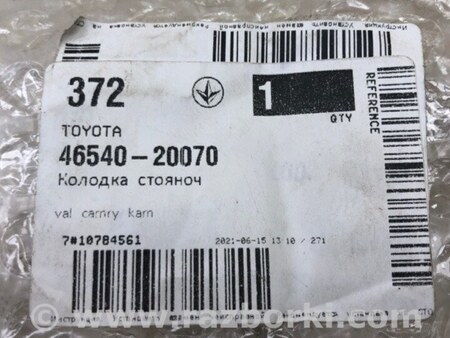 372
1
QTY
REFERENCE
TOYOTA
46540-20070
Колодка стояноч
val camry kam
7#10784561
2021-06-15 13:10 / 271
www.razborki.com